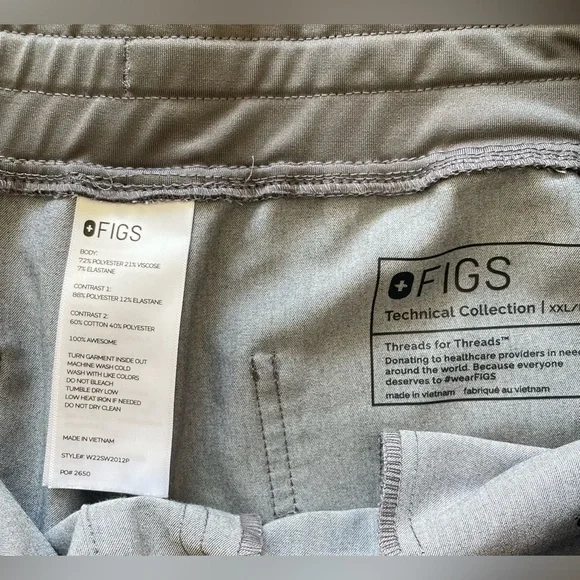 FIGS
BODY:
72% POLYESTER 21% VISCOSE
7% ELASTANE
CONTRAST 1:
88% POLYESTER 12% ELASTANE
CONTRAST 2:
60% COTTON 40% POLYESTER
100% AWESOME
TURN GARMENT INSIDE OUT
MACHINE WASH COLD
WASH WITH LIKE COLORS
DO NOT BLEACH
TUMBLE DRY LOW
LOW HEAT IRON IF NEEDED
DO NOT DRY CLEAN
MADE IN VIETNAM
STYLE#: W22SW2012P
PO# 2650
FIGS
Technical Collection | XXL/
Threads for Threads™
Donating to healthcare providers in need
around the world. Because everyone
deserves to #wearFIGS
made in vietnam fabriqué au vietnam